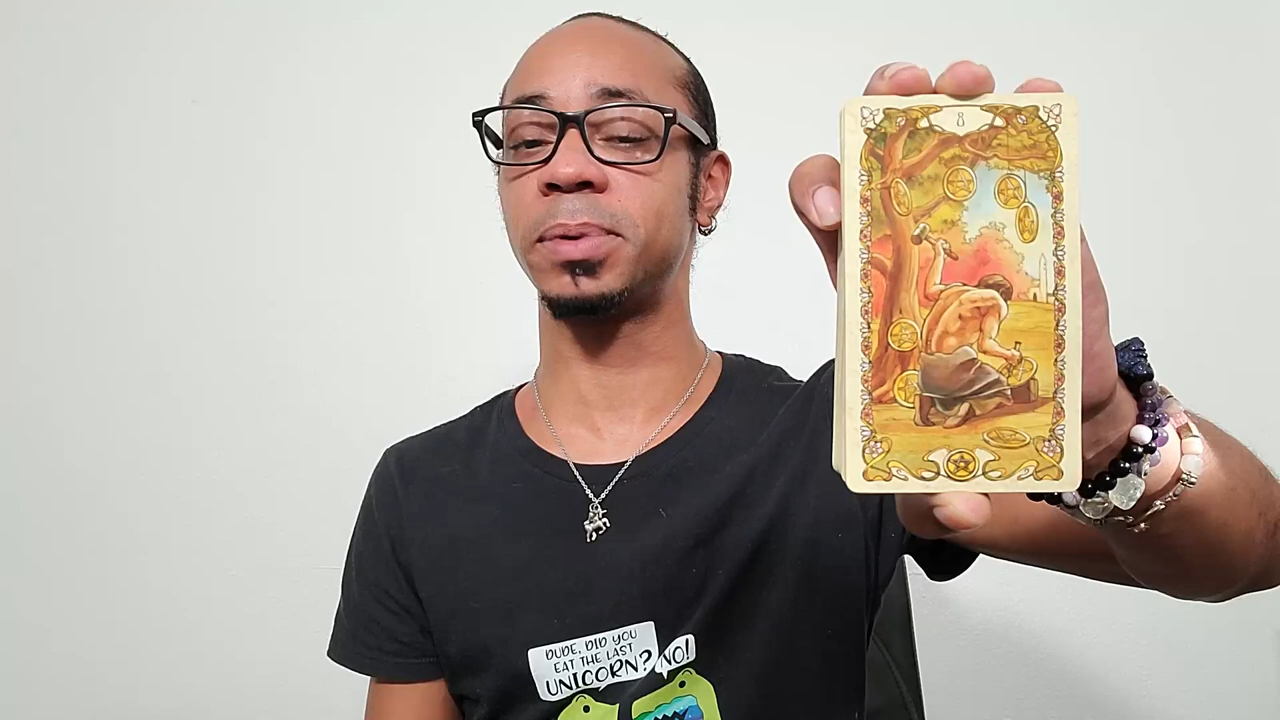 8
DUDE, DID YOU
EAT THE LAST
UNICORN?
NO!